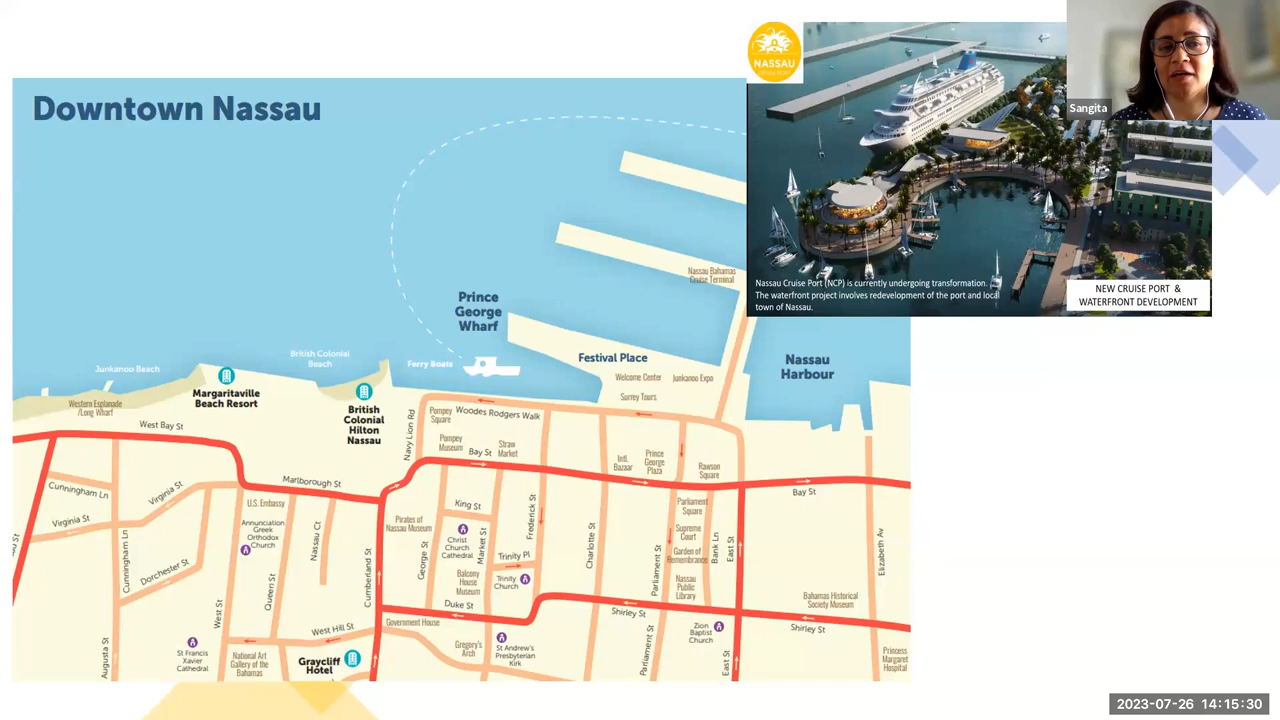 Downtown Nassau
NASSAU
Sangita
Nassau Cruise Port (NCP) is currently undergoing transformation.
The waterfront project involves redevelopment of the port and local
town of Nassau.
NEW CRUISE PORT &
WATERFRONT DEVELOPMENT
Nassau Bahamas
Cruise Terminal
Prince
George
Wharf
Festival Place
Nassau
Harbour
Junkanoo Beach
British Colonial
Beach
Ferry Boats
Welcome Center
Junkanoo Expo
Surrey Tours
Margaritaville
Beach Resort
British
Colonial
Hilton
Nassau
Western Esplanade
/Long Wharf
West Bay St
Navy Lion Rd
Pompey
Square
Woodes Rodgers Walk
Pompey
Museum
Bay St
Straw
Market
Intl.
Bazaar
Prince
George
Plaza
Rawson
Square
Bay St
Marlborough St
Cunningham Ln
Virginia St
Virginia St
U.S. Embassy
Annunciation
Greek
Orthodox
Church
Nassau Ct
Pirates of
Nassau Museum
King St
Christ
Church
Cathedral
Market St
Frederick St
Charlotte St
Parliament
Square
Supreme
Court
Garden of
Remembrance
Nassau
Public
Library
Parliament St
Bank Ln
East St
Elizabeth Av
Cunningham Ln
Dorchester St
West St
Queen St
Cumberland St
George St
Trinity Pl
Trinity
Church
Balcony
House
Museum
Duke St
Shirley St
Bahamas Historical
Society Museum
Shirley St
Augusta St
St Francis
Xavier
Cathedral
National Art
Gallery of the
Bahamas
West Hill St
Graycliff
Hotel
Government House
Gregory's
Arch
St Andrew's
Presbyterian
Kirk
Parliament St
Zion
Baptist
Church
East St
Princess
Margaret
Hospital
2023-07-26 14:15:30